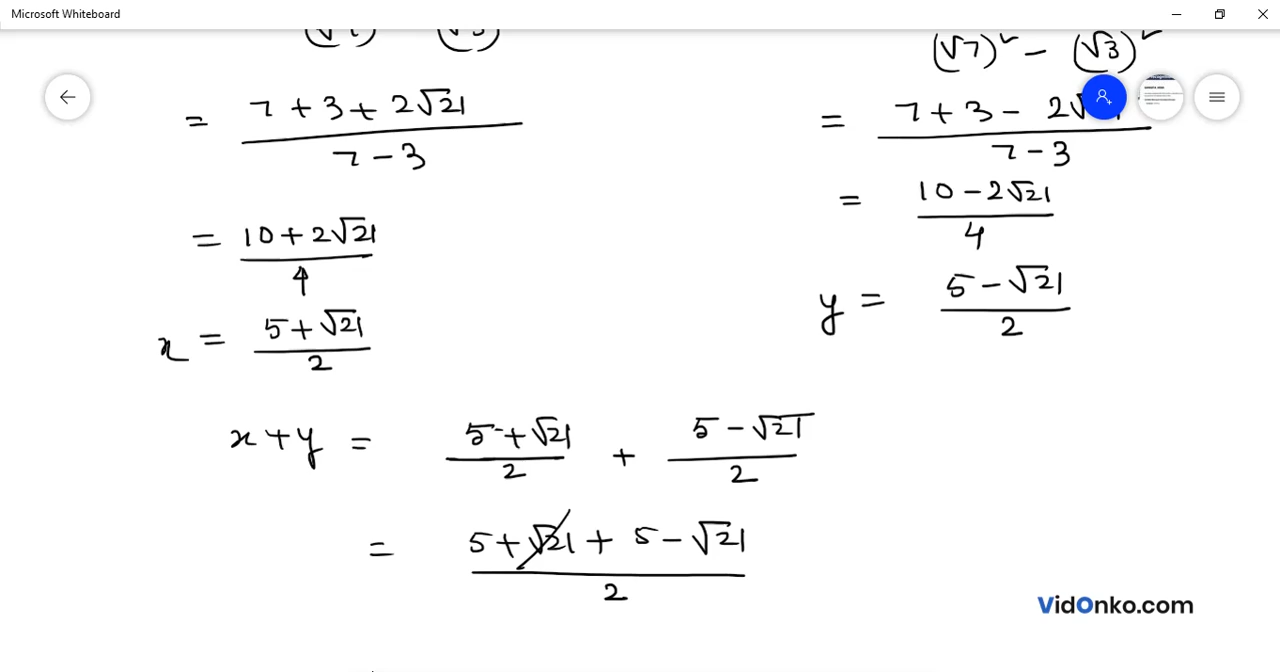 Microsoft Whiteboard
(√7)² - (√3)²
= 7 + 3 + 2√21 / 7 - 3
= 10 + 2√21 / 4
x = 5 + √21 / 2
= 7 + 3 - 2√ / 7 - 3
= 10 - 2√21 / 4
y = 5 - √21 / 2
x + y = 5 + √21 / 2 + 5 - √21 / 2
= 5 + √21 + 5 - √21 / 2
VidOnko.com